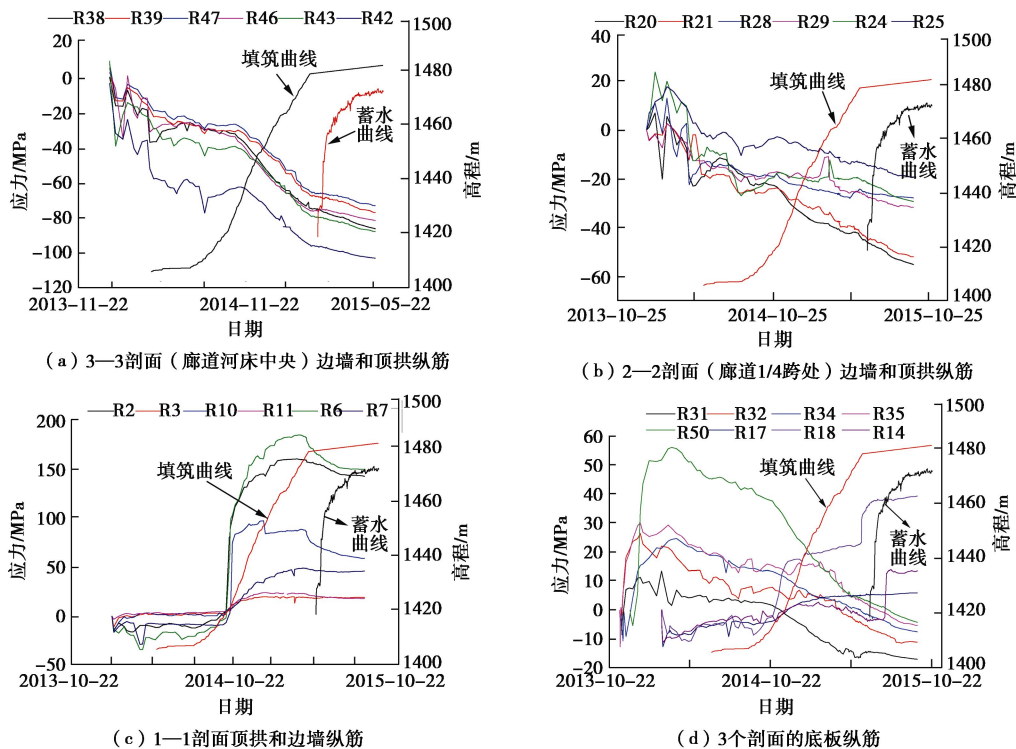 R38 R39 R47 R46 R43 R42
20
0
−20
−40
−60
−80
−100
−120
应力/MPa
填筑曲线
蓄水
曲线
1500
1480
1460
1440
1420
1400
高程/m
2013−11−22 2014−11−22 2015−05−22
日期
(a) 3—3剖面(廊道河床中央)边墙和顶拱纵筋
R20 R21 R28 R29 R24 R25
40
20
0
−20
−40
−60
应力/MPa
填筑曲线
蓄水
曲线
1500
1480
1460
1440
1420
1400
高程/m
2013−10−25 2014−10−25 2015−10−25
日期
(b) 2—2剖面(廊道1/4跨处)边墙和顶拱纵筋
R2 R3 R10 R11 R6 R7
200
150
100
50
0
−50
应力/MPa
填筑曲线
蓄水
曲线
1500
1480
1460
1440
1420
1400
高程/m
2013−10−22 2014−10−22 2015−10−22
日期
(c) 1—1剖面顶拱和边墙纵筋
R31 R32 R34 R35
R50 R17 R18 R14
60
50
40
30
20
10
0
−10
−20
应力/MPa
填筑曲线
蓄水
曲线
1500
1480
1460
1440
1420
1400
高程/m
2013−10−22 2014−10−22 2015−10−22
日期
(d) 3个剖面的底板纵筋